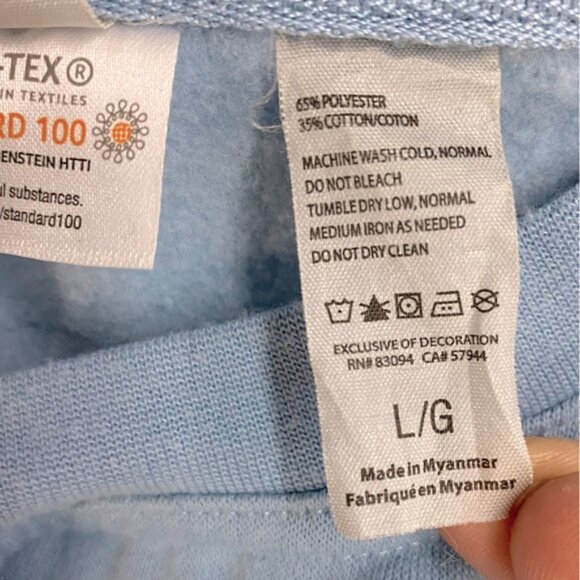 -TEX®
IN TEXTILES
RD 100
ENSTEIN HTTI
ul substances.
/standard100
65% POLYESTER
35% COTTON/COTON
MACHINE WASH COLD, NORMAL
DO NOT BLEACH
TUMBLE DRY LOW, NORMAL
MEDIUM IRON AS NEEDED
DO NOT DRY CLEAN
EXCLUSIVE OF DECORATION
RN# 83094 CA# 57944
L/G
Made in Myanmar
Fabriqué en Myanmar